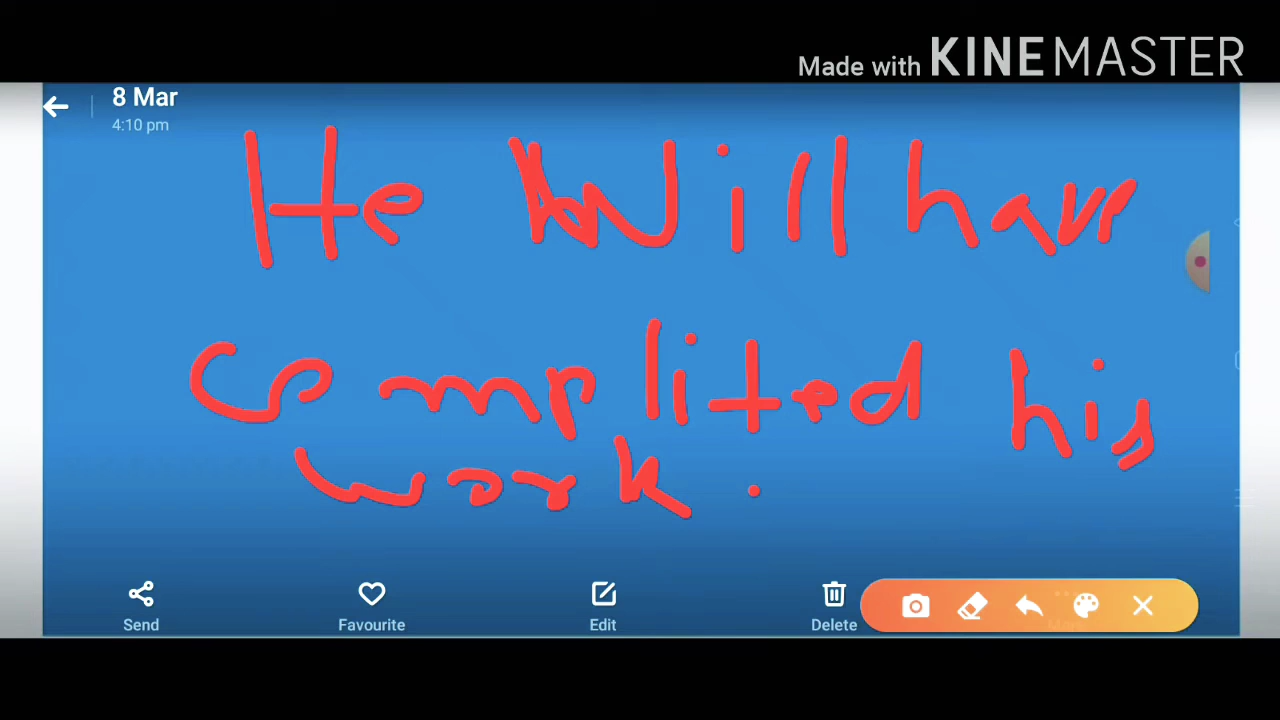 Made with KINEMASTER
8 Mar
4:10 pm
He Will have
complited his
work.
Send Favourite Edit Delete